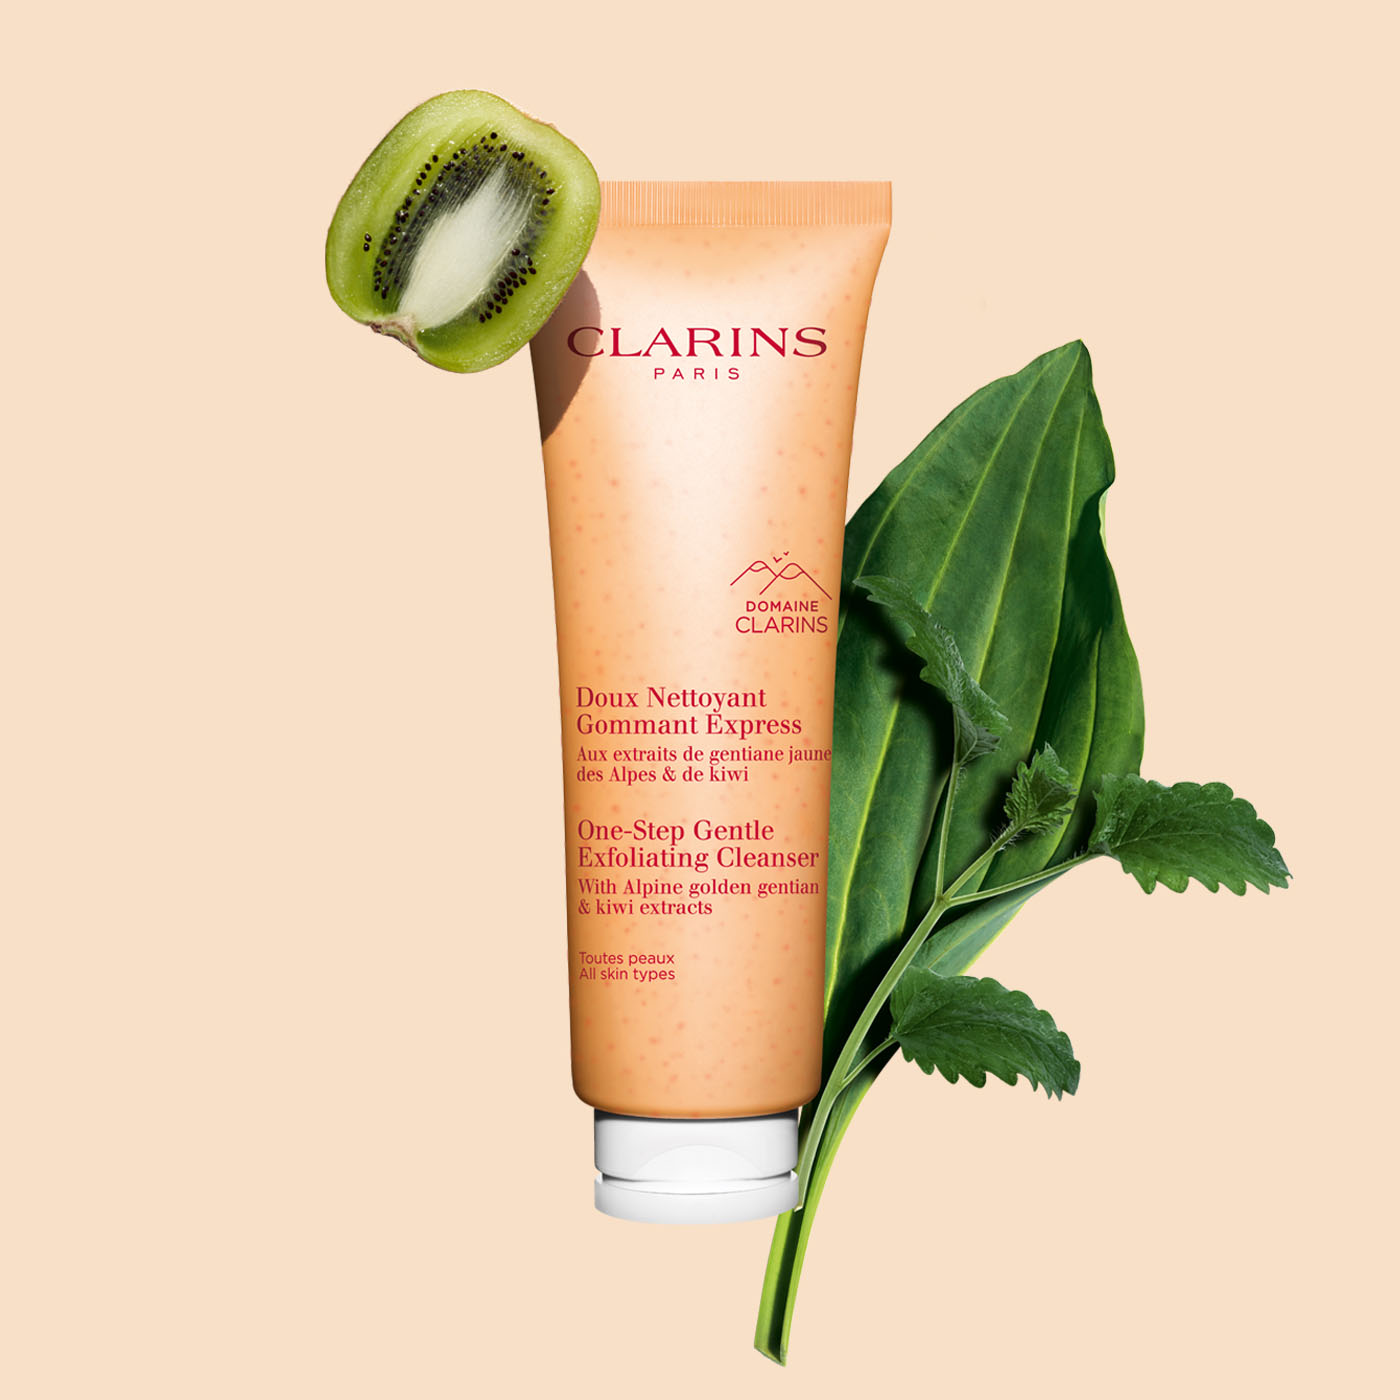 CLARINS
PARIS
DOMAINE
CLARINS
Doux Nettoyant
Gommant Express
Aux extraits de gentiane jaune
des Alpes & de kiwi
One-Step Gentle
Exfoliating Cleanser
With Alpine golden gentian
& kiwi extracts
Toutes peaux
All skin types